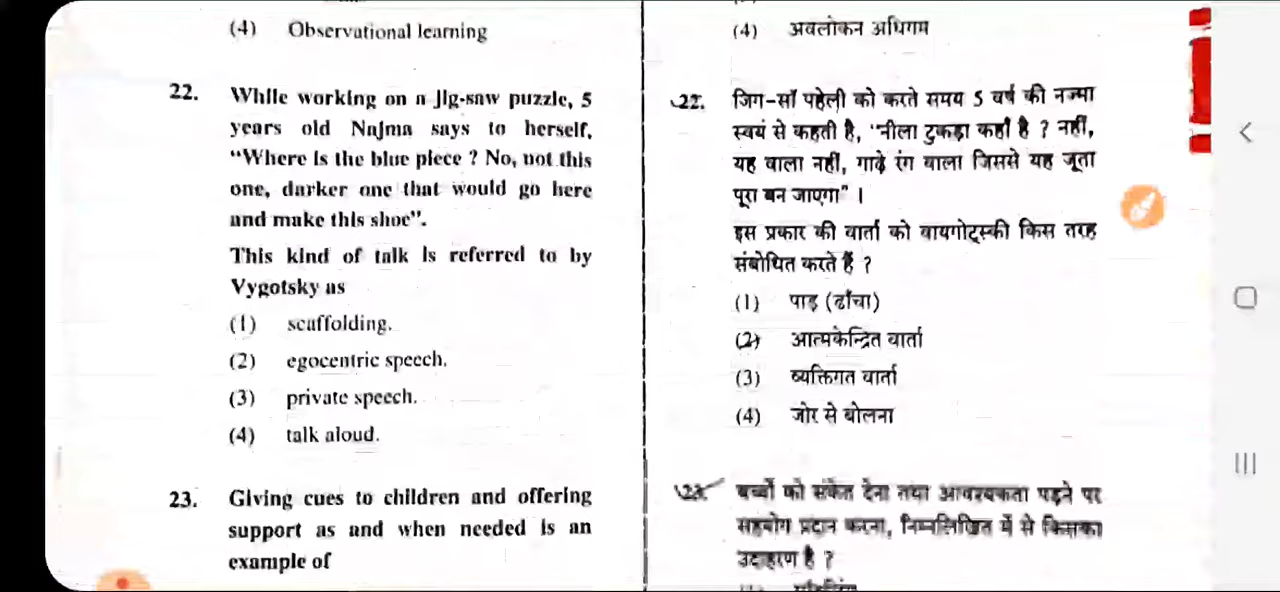 (4) Observational learning
22. While working on a jig-saw puzzle, 5
years old Najma says to herself,
“Where is the blue piece ? No, not this
one, darker one that would go here
and make this shoe”.
This kind of talk is referred to by
Vygotsky as
(1) scaffolding.
(2) egocentric speech.
(3) private speech.
(4) talk aloud.
23. Giving cues to children and offering
support as and when needed is an
example of
(4) अवलोकन अधिगम
22. जिग-सॉ पहेली को करते समय 5 वर्ष की नज्मा
स्वयं से कहती है, “नीला टुकड़ा कहाँ है ? नहीं,
यह वाला नहीं, गाढ़े रंग वाला जिससे यह जूता
पूरा बन जाएगा” ।
इस प्रकार की वार्ता को वायगोट्स्की किस तरह
संबोधित करते हैं ?
(1) पाड़ (ढाँचा)
(2) आत्मकेन्द्रित वार्ता
(3) व्यक्तिगत वार्ता
(4) जोर से बोलना
23. बच्चों को संकेत देना तथा आवश्यकता पड़ने पर
सहयोग प्रदान करना, निम्नलिखित में से किसका
उदाहरण है ?